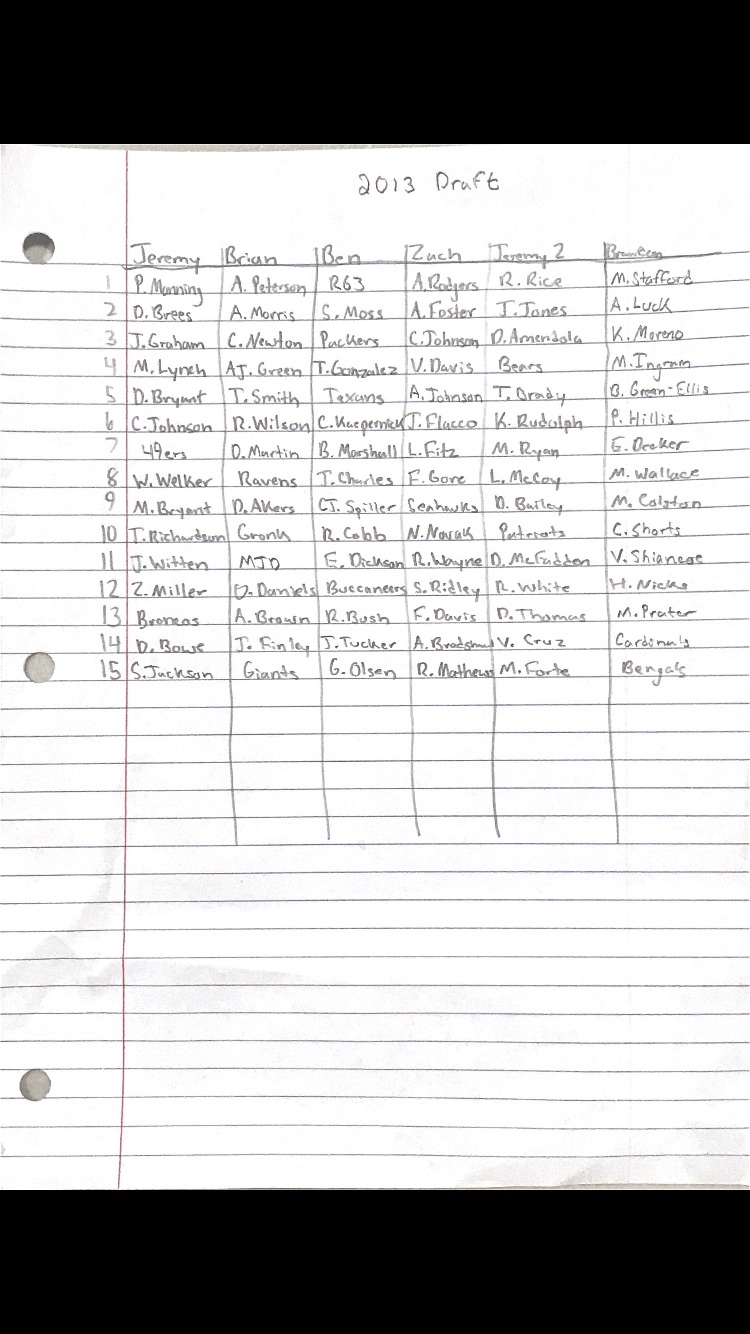 2013 Draft
Jeremy Brian Ben Zach Jeremy 2
1 P. Manning A. Peterson RG3 A. Rodgers R. Rice M. Stafford
2 D. Brees A. Morris S. Moss A. Foster J. Jones A. Luck
3 J. Graham C. Newton Packers C. Johnson D. Amendola K. Moreno
4 M. Lynch AJ. Green T. Gonzalez V. Davis Bears M. Ingram
5 D. Bryant T. Smith Texans A. Johnson T. Brady B. Green-Ellis
6 C. Johnson R. Wilson C. Kaepernick J. Flacco K. Rudolph P. Hillis
7 49ers D. Martin B. Marshall L. Fitz M. Ryan E. Decker
8 W. Welker Ravens J. Charles F. Gore L. McCoy M. Wallace
9 M. Bryant D. Akers CJ. Spiller Seahawks D. Bailey M. Colston
10 T. Richardson Gronk R. Cobb N. Novak Patriots C. Shorts
11 J. Witten MJD E. Dickson R. Wayne D. McFadden V. Shiancoe
12 Z. Miller O. Daniels Buccaneers S. Ridley R. White H. Nicks
13 Broncos A. Brown R. Bush F. Davis D. Thomas M. Prater
14 D. Bowe J. Finley J. Tucker A. Bradshaw V. Cruz Cardinals
15 S. Jackson Giants G. Olsen R. Mathews M. Forte Bengals